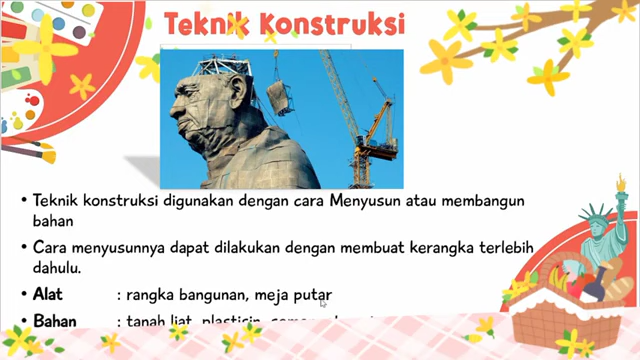 Teknik Konstruksi
• Teknik konstruksi digunakan dengan cara Menyusun atau membangun
bahan
• Cara menyusunnya dapat dilakukan dengan membuat kerangka terlebih
dahulu.
• Alat : rangka bangunan, meja putar
• Bahan : tanah liat, plastisin,